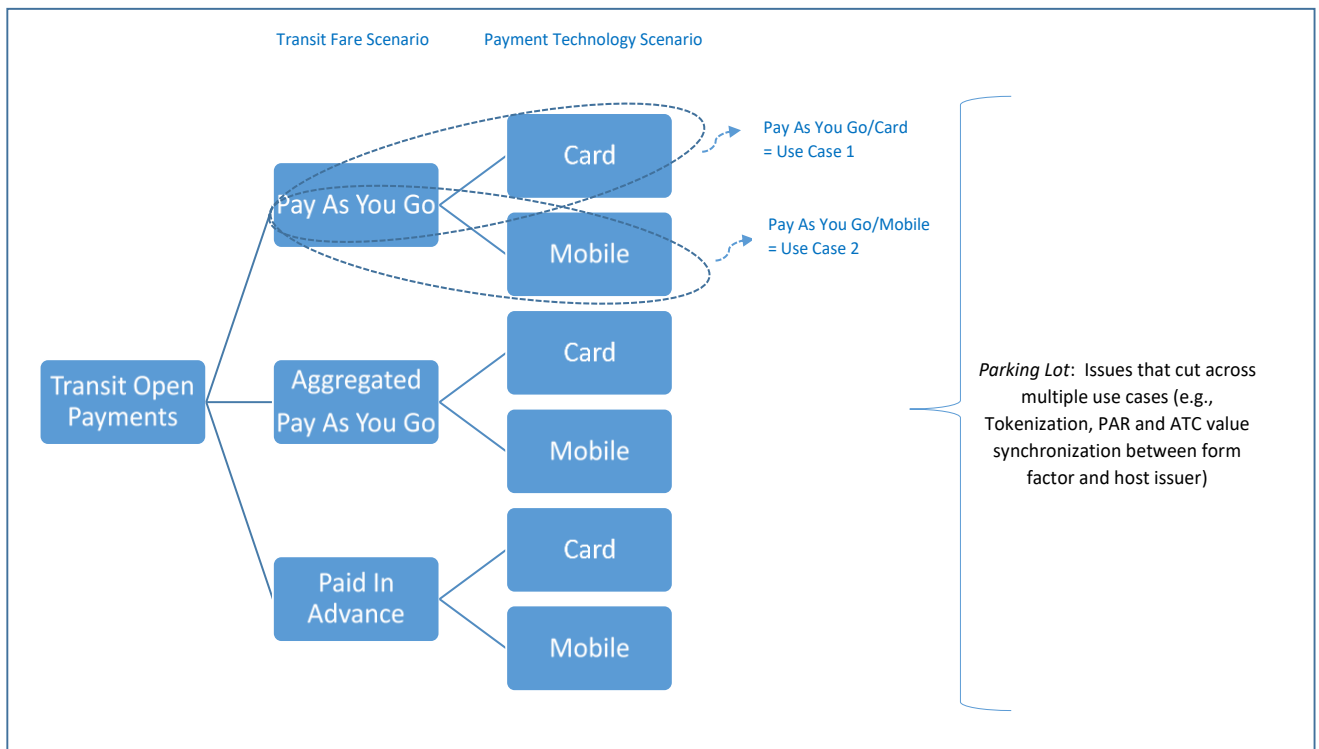 Transit Fare Scenario
Payment Technology Scenario
Card
Pay As You Go/Card
= Use Case 1
Pay As You Go
Mobile
Pay As You Go/Mobile
= Use Case 2
Transit Open
Payments
Aggregated
Pay As You Go
Card
Mobile
Parking Lot: Issues that cut across
multiple use cases (e.g.,
Tokenization, PAR and ATC value
synchronization between form
factor and host issuer)
Paid In
Advance
Card
Mobile